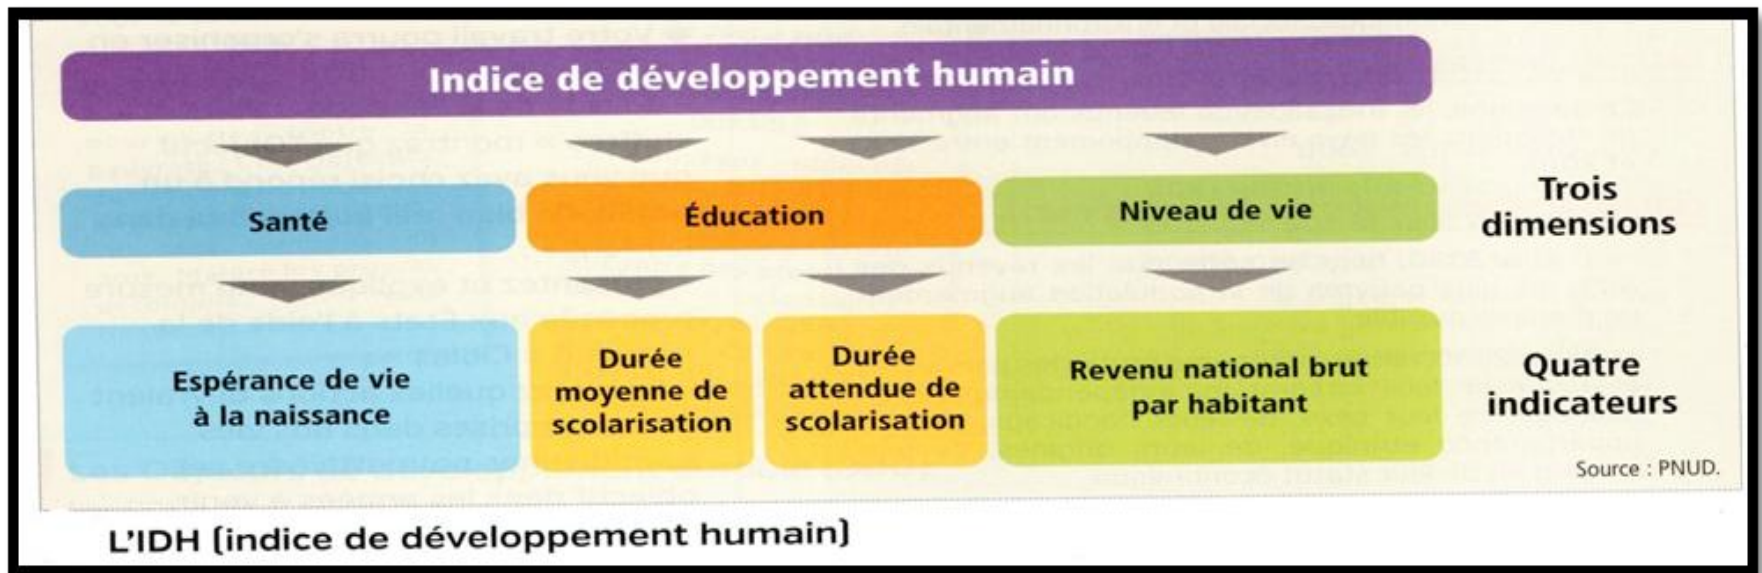 Indice de développement humain
Santé
Éducation
Niveau de vie
Trois
dimensions
Espérance de vie
à la naissance
Durée
moyenne de
scolarisation
Durée
attendue de
scolarisation
Revenu national brut
par habitant
Quatre
indicateurs
Source : PNUD.
L'IDH (indice de développement humain)